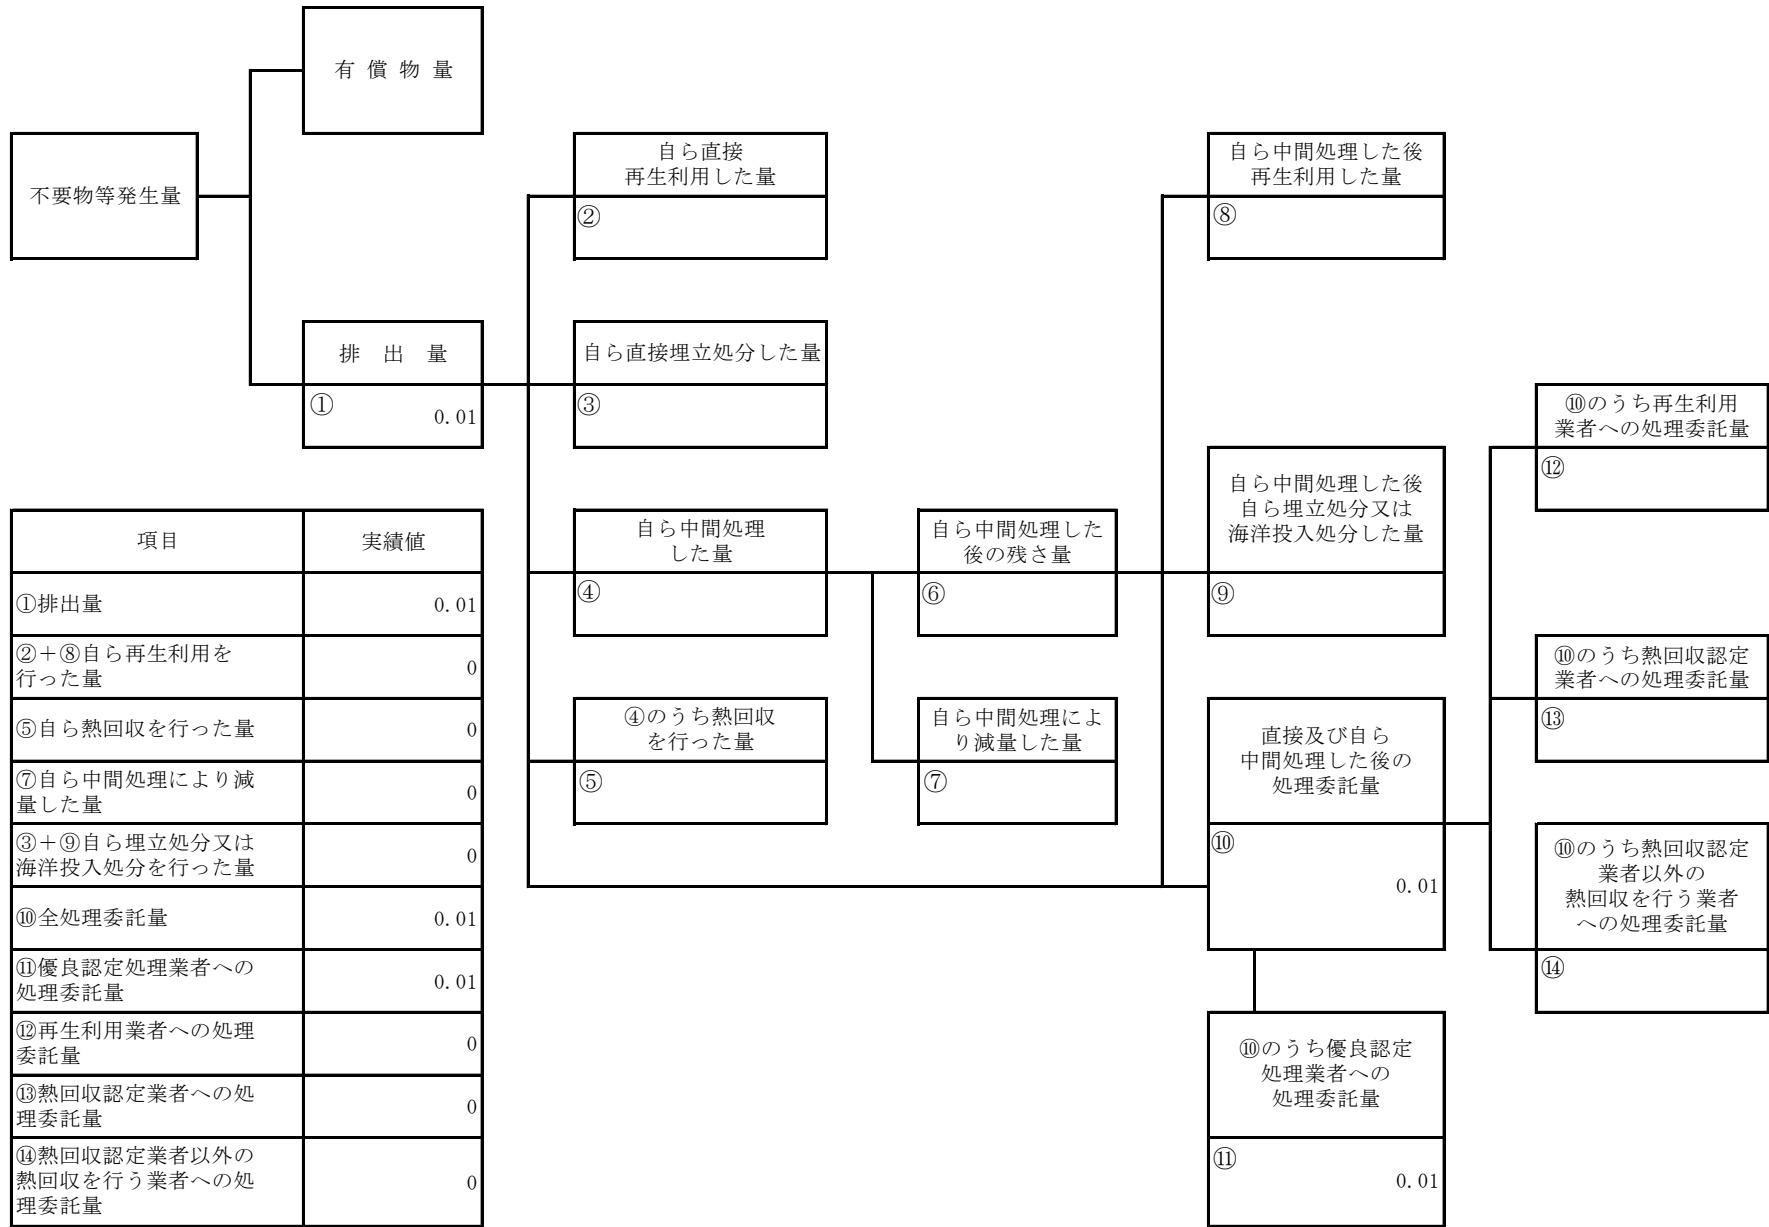 有償物量
不要物等発生量
排出量
①
0.01
自ら直接
再生利用した量
②
自ら直接埋立処分した量
③
自ら中間処理
した量
④
④のうち熱回収
を行った量
⑤
自ら中間処理した
後の残さ量
⑥
自ら中間処理によ
り減量した量
⑦
自ら中間処理した後
再生利用した量
⑧
自ら中間処理した後
自ら埋立処分又は
海洋投入処分した量
⑨
直接及び自ら
中間処理した後の
処理委託量
⑩
0.01
⑩のうち優良認定
処理業者への
処理委託量
⑪
0.01
⑩のうち再生利用
業者への処理委託量
⑫
⑩のうち熱回収認定
業者への処理委託量
⑬
⑩のうち熱回収認定
業者以外の
熱回収を行う業者
への処理委託量
⑭
項目 実績値
①排出量 0.01
②+⑧自ら再生利用を
行った量 0
⑤自ら熱回収を行った量 0
⑦自ら中間処理により減
量した量 0
③+⑨自ら埋立処分又は
海洋投入処分を行った量 0
⑩全処理委託量 0.01
⑪優良認定処理業者への
処理委託量 0.01
⑫再生利用業者への処理
委託量 0
⑬熱回収認定業者への処
理委託量 0
⑭熱回収認定業者以外の
熱回収を行う業者への処
理委託量 0